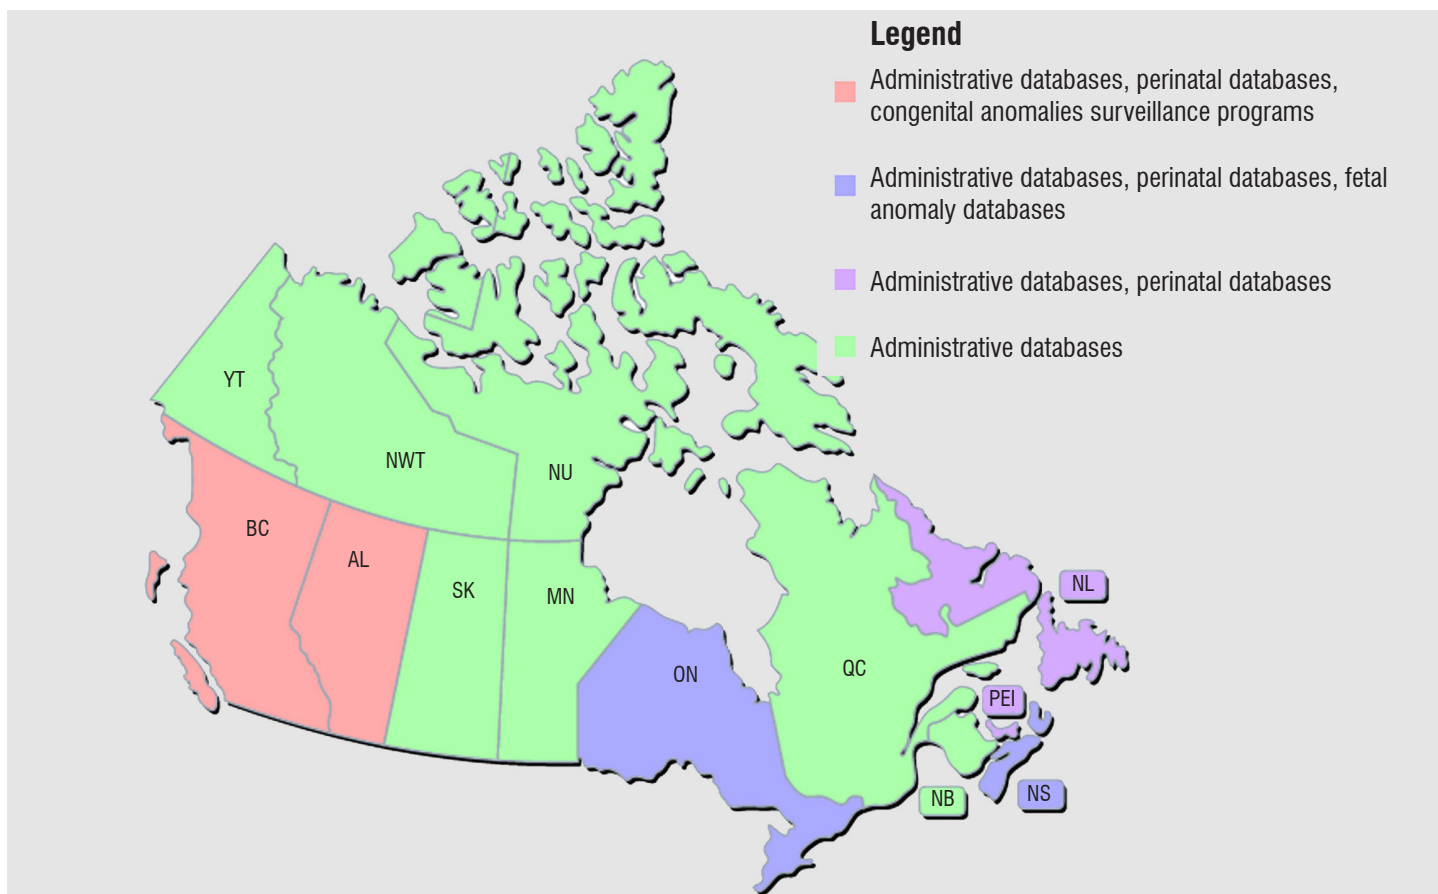 Legend
Administrative databases, perinatal databases,
congenital anomalies surveillance programs
Administrative databases, perinatal databases, fetal
anomaly databases
Administrative databases, perinatal databases
Administrative databases
YT
NWT
NU
BC
AL
SK
MN
ON
QC
NL
PEI
NB
NS